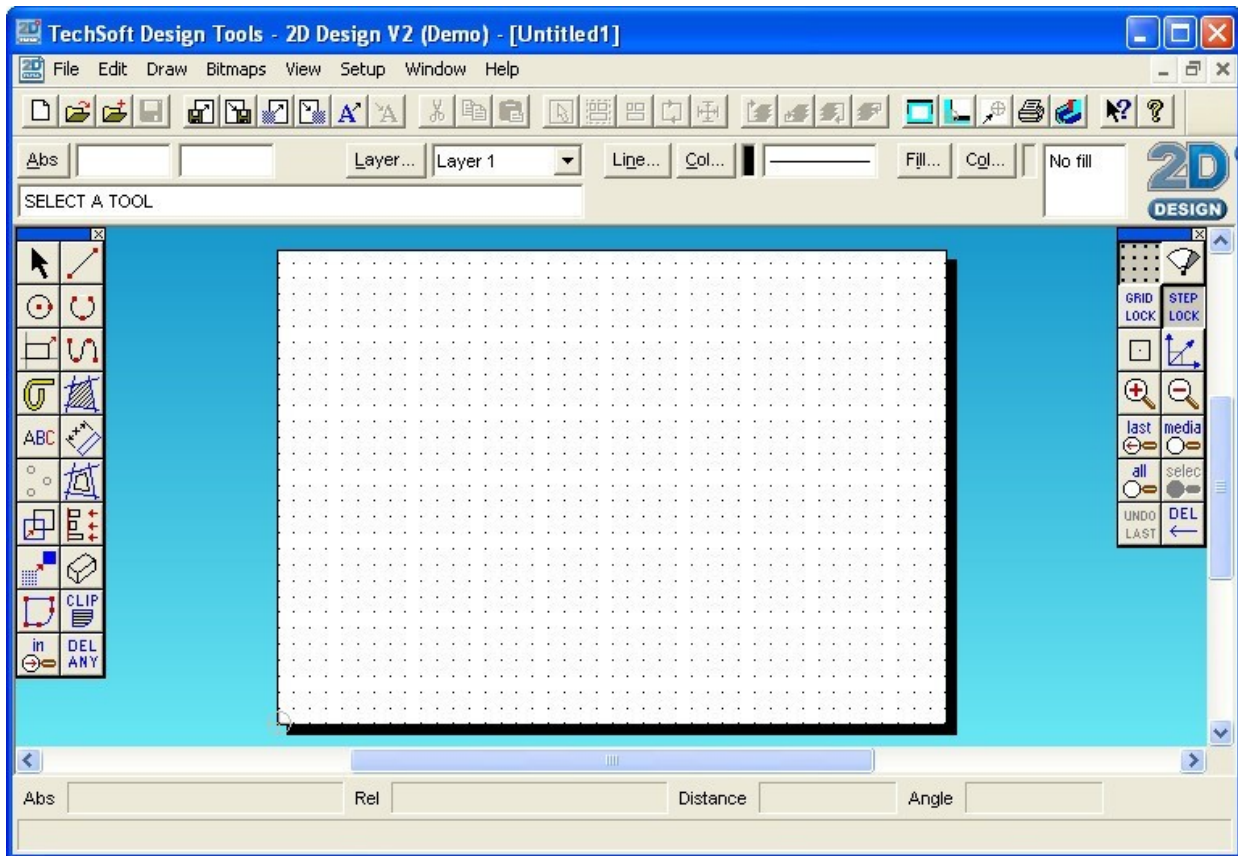 2D TechSoft Design Tools - 2D Design V2 (Demo) - [Untitled1]
File Edit Draw Bitmaps View Setup Window Help
Abs Layer... Layer 1 Line... Col... Fill... Col... No fill
SELECT A TOOL
2D
DESIGN
GRID LOCK
STEP LOCK
ABC
last
media
all
selec
UNDO LAST
DEL
CLIP
in
DEL ANY
Abs Rel Distance Angle